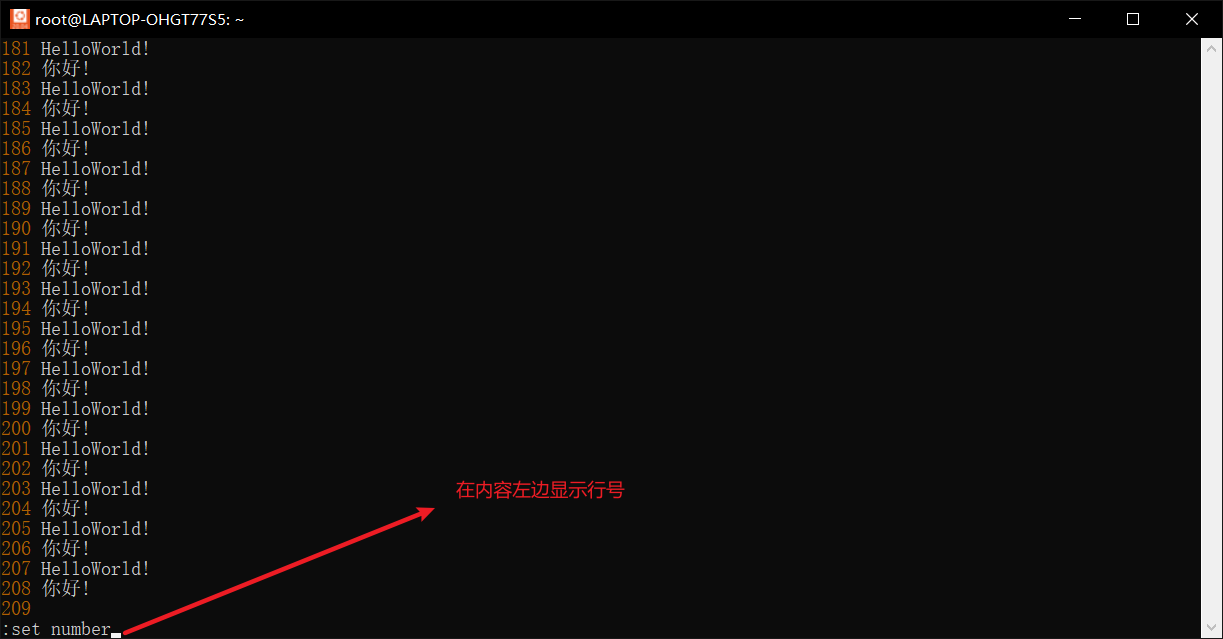 root@LAPTOP-OHGT77S5: ~
181 HelloWorld!
182 你好!
183 HelloWorld!
184 你好!
185 HelloWorld!
186 你好!
187 HelloWorld!
188 你好!
189 HelloWorld!
190 你好!
191 HelloWorld!
192 你好!
193 HelloWorld!
194 你好!
195 HelloWorld!
196 你好!
197 HelloWorld!
198 你好!
199 HelloWorld!
200 你好!
201 HelloWorld!
202 你好!
203 HelloWorld!
在内容左边显示行号
204 你好!
205 HelloWorld!
206 你好!
207 HelloWorld!
208 你好!
209
:set number